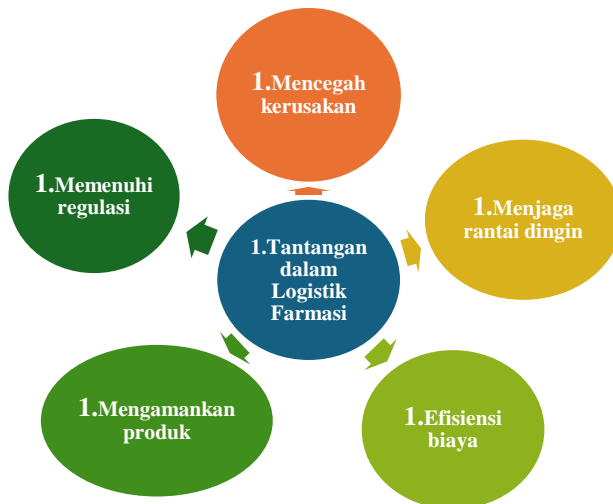 1.Mencegah
kerusakan
1.Memenuhi
regulasi
1.Menjaga
rantai dingin
1.Tantangan
dalam
Logistik
Farmasi
1.Mengamankan
produk
1.Efisiensi
biaya